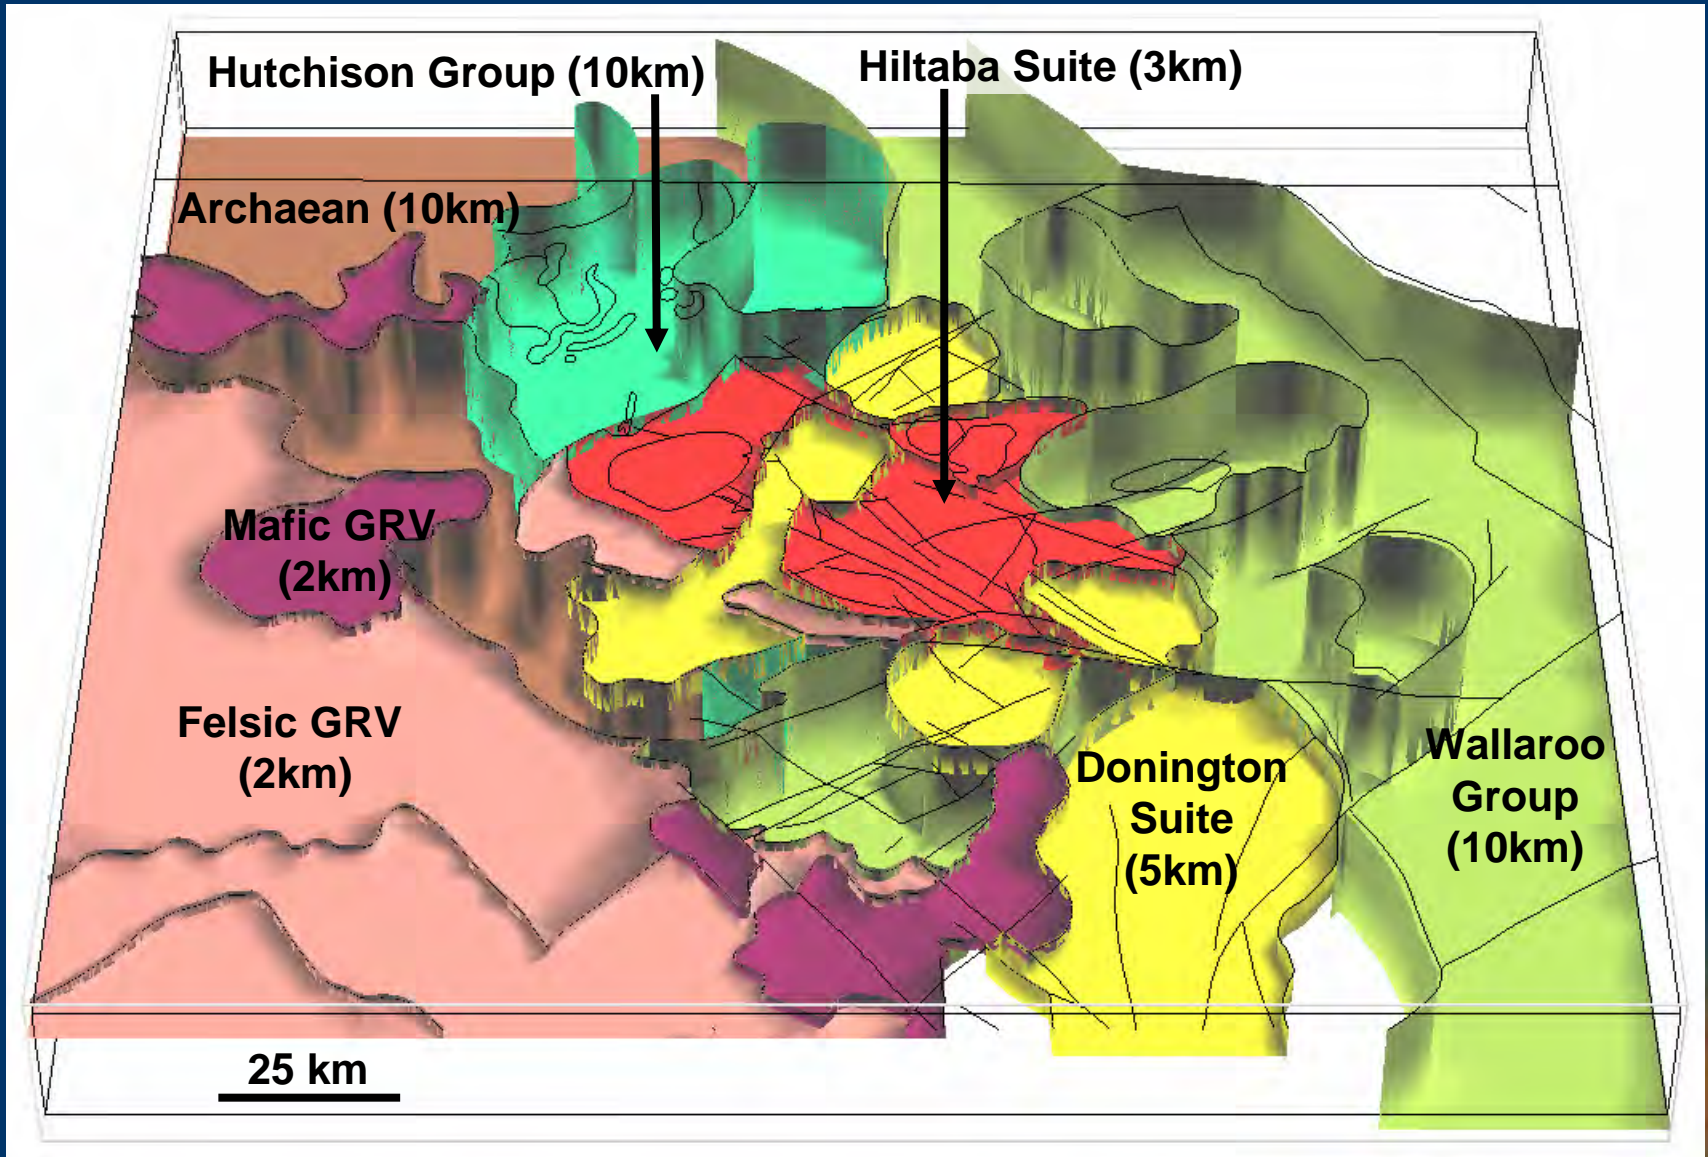 Hutchison Group (10km)
Hiltaba Suite (3km)
Archaean (10km)
Mafic GRV
(2km)
Felsic GRV
(2km)
Donington
Suite
(5km)
Wallaroo
Group
(10km)
25 km